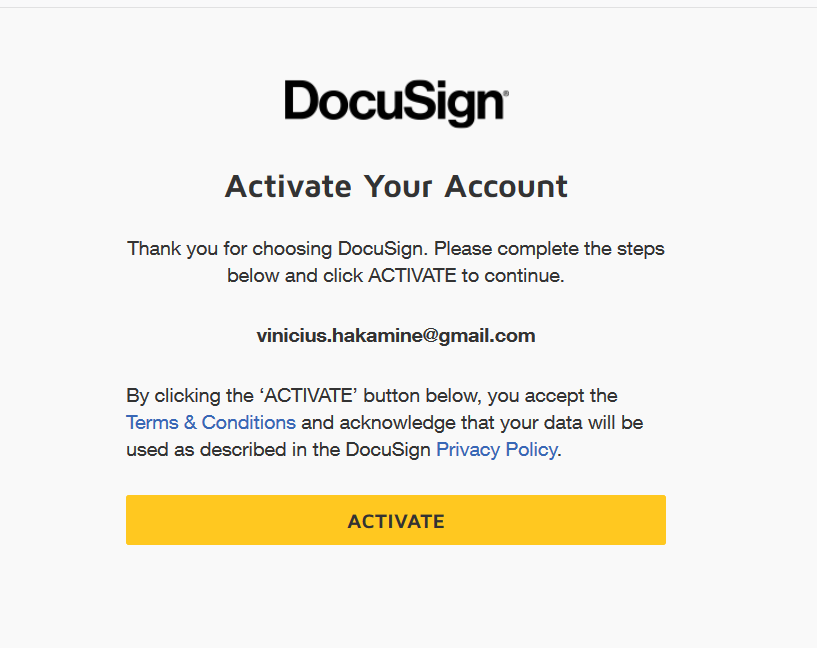 DocuSign®
Activate Your Account
Thank you for choosing DocuSign. Please complete the steps
below and click ACTIVATE to continue.
vinicius.hakamine@gmail.com
By clicking the ‘ACTIVATE’ button below, you accept the
Terms & Conditions and acknowledge that your data will be
used as described in the DocuSign Privacy Policy.
ACTIVATE